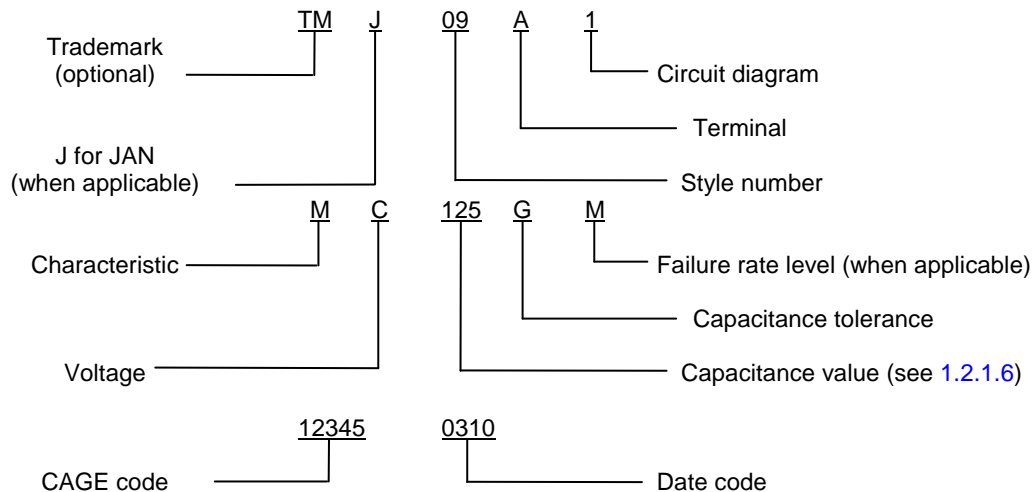 TM J 09 A 1
Trademark
(optional)
Circuit diagram
Terminal
J for JAN
(when applicable)
Style number
M C 125 G M
Characteristic
Failure rate level (when applicable)
Capacitance tolerance
Voltage
Capacitance value (see 1.2.1.6)
12345 0310
CAGE code
Date code